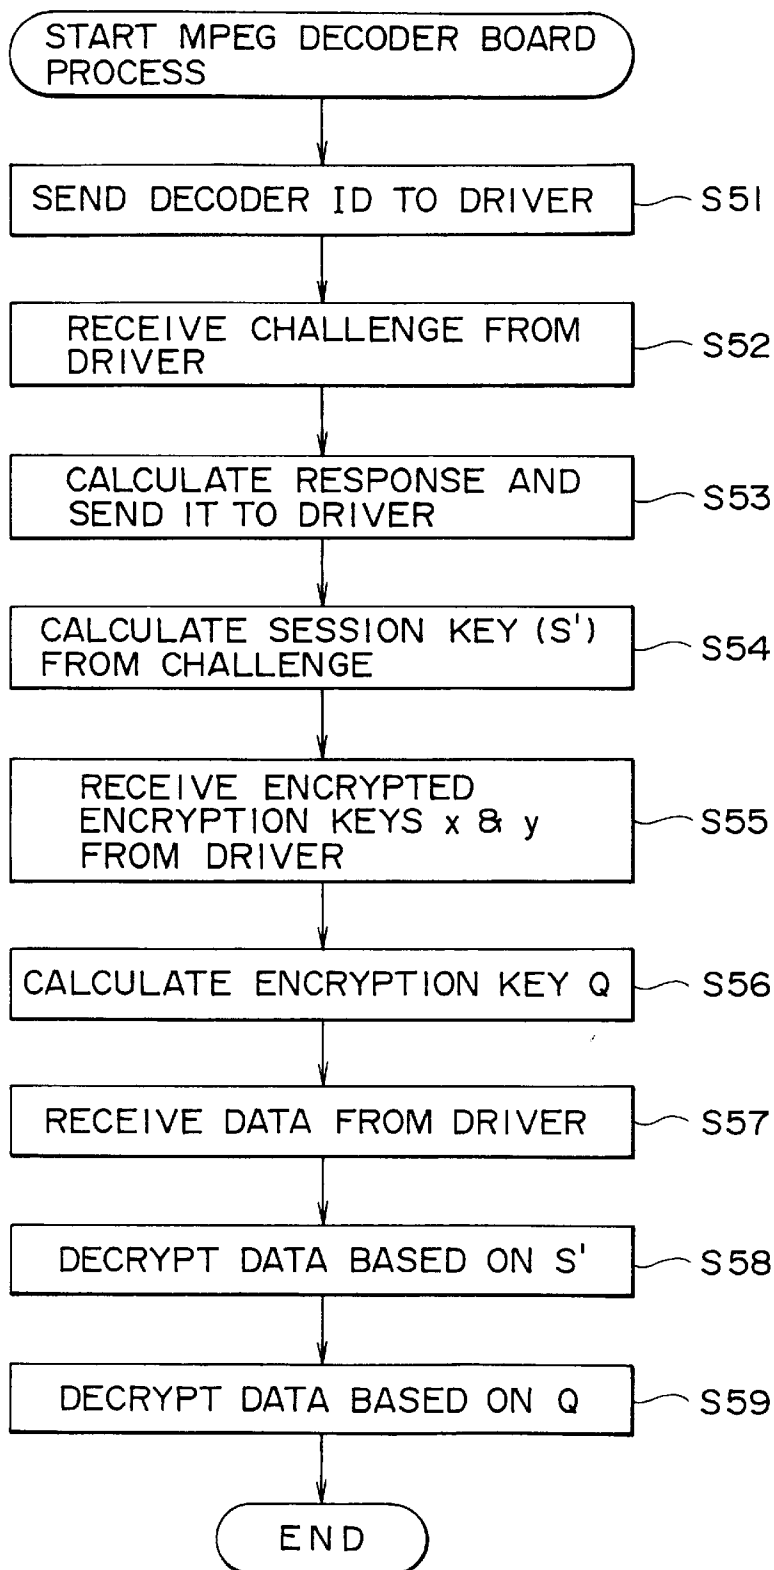 START MPEG DECODER BOARD
PROCESS
SEND DECODER ID TO DRIVER
S51
RECEIVE CHALLENGE FROM
DRIVER
S52
CALCULATE RESPONSE AND
SEND IT TO DRIVER
S53
CALCULATE SESSION KEY (S')
FROM CHALLENGE
S54
RECEIVE ENCRYPTED
ENCRYPTION KEYS x & y
FROM DRIVER
S55
CALCULATE ENCRYPTION KEY Q
S56
RECEIVE DATA FROM DRIVER
S57
DECRYPT DATA BASED ON S'
S58
DECRYPT DATA BASED ON Q
S59
END